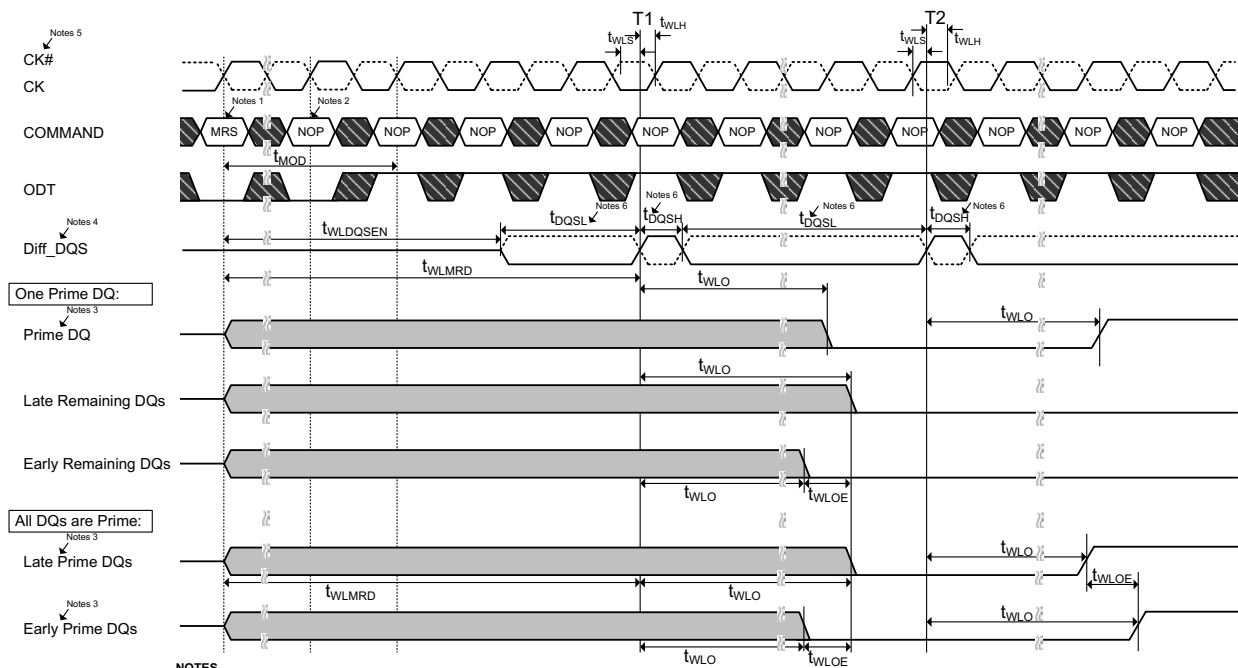 T1 T2
tWLS tWLH tWLS tWLH
Notes 5
CK#
CK
Notes 1 Notes 2
COMMAND MRS NOP NOP NOP NOP NOP NOP NOP NOP NOP NOP NOP
tMOD
ODT
Notes 6 Notes 6 Notes 6 Notes 6
Notes 4
tDQSL tDQSH tDQSL tDQSH
Diff_DQS
tWLDQSEN
tWLMRD
One Prime DQ:
tWLO
Notes 3
tWLO
Prime DQ
tWLO
Late Remaining DQs
Early Remaining DQs
tWLO tWLOE
All DQs are Prime:
Notes 3
tWLO
Late Prime DQs
tWLOE
tWLMRD tWLO
Notes 3
tWLO
Early Prime DQs
tWLO tWLOE
NOTES